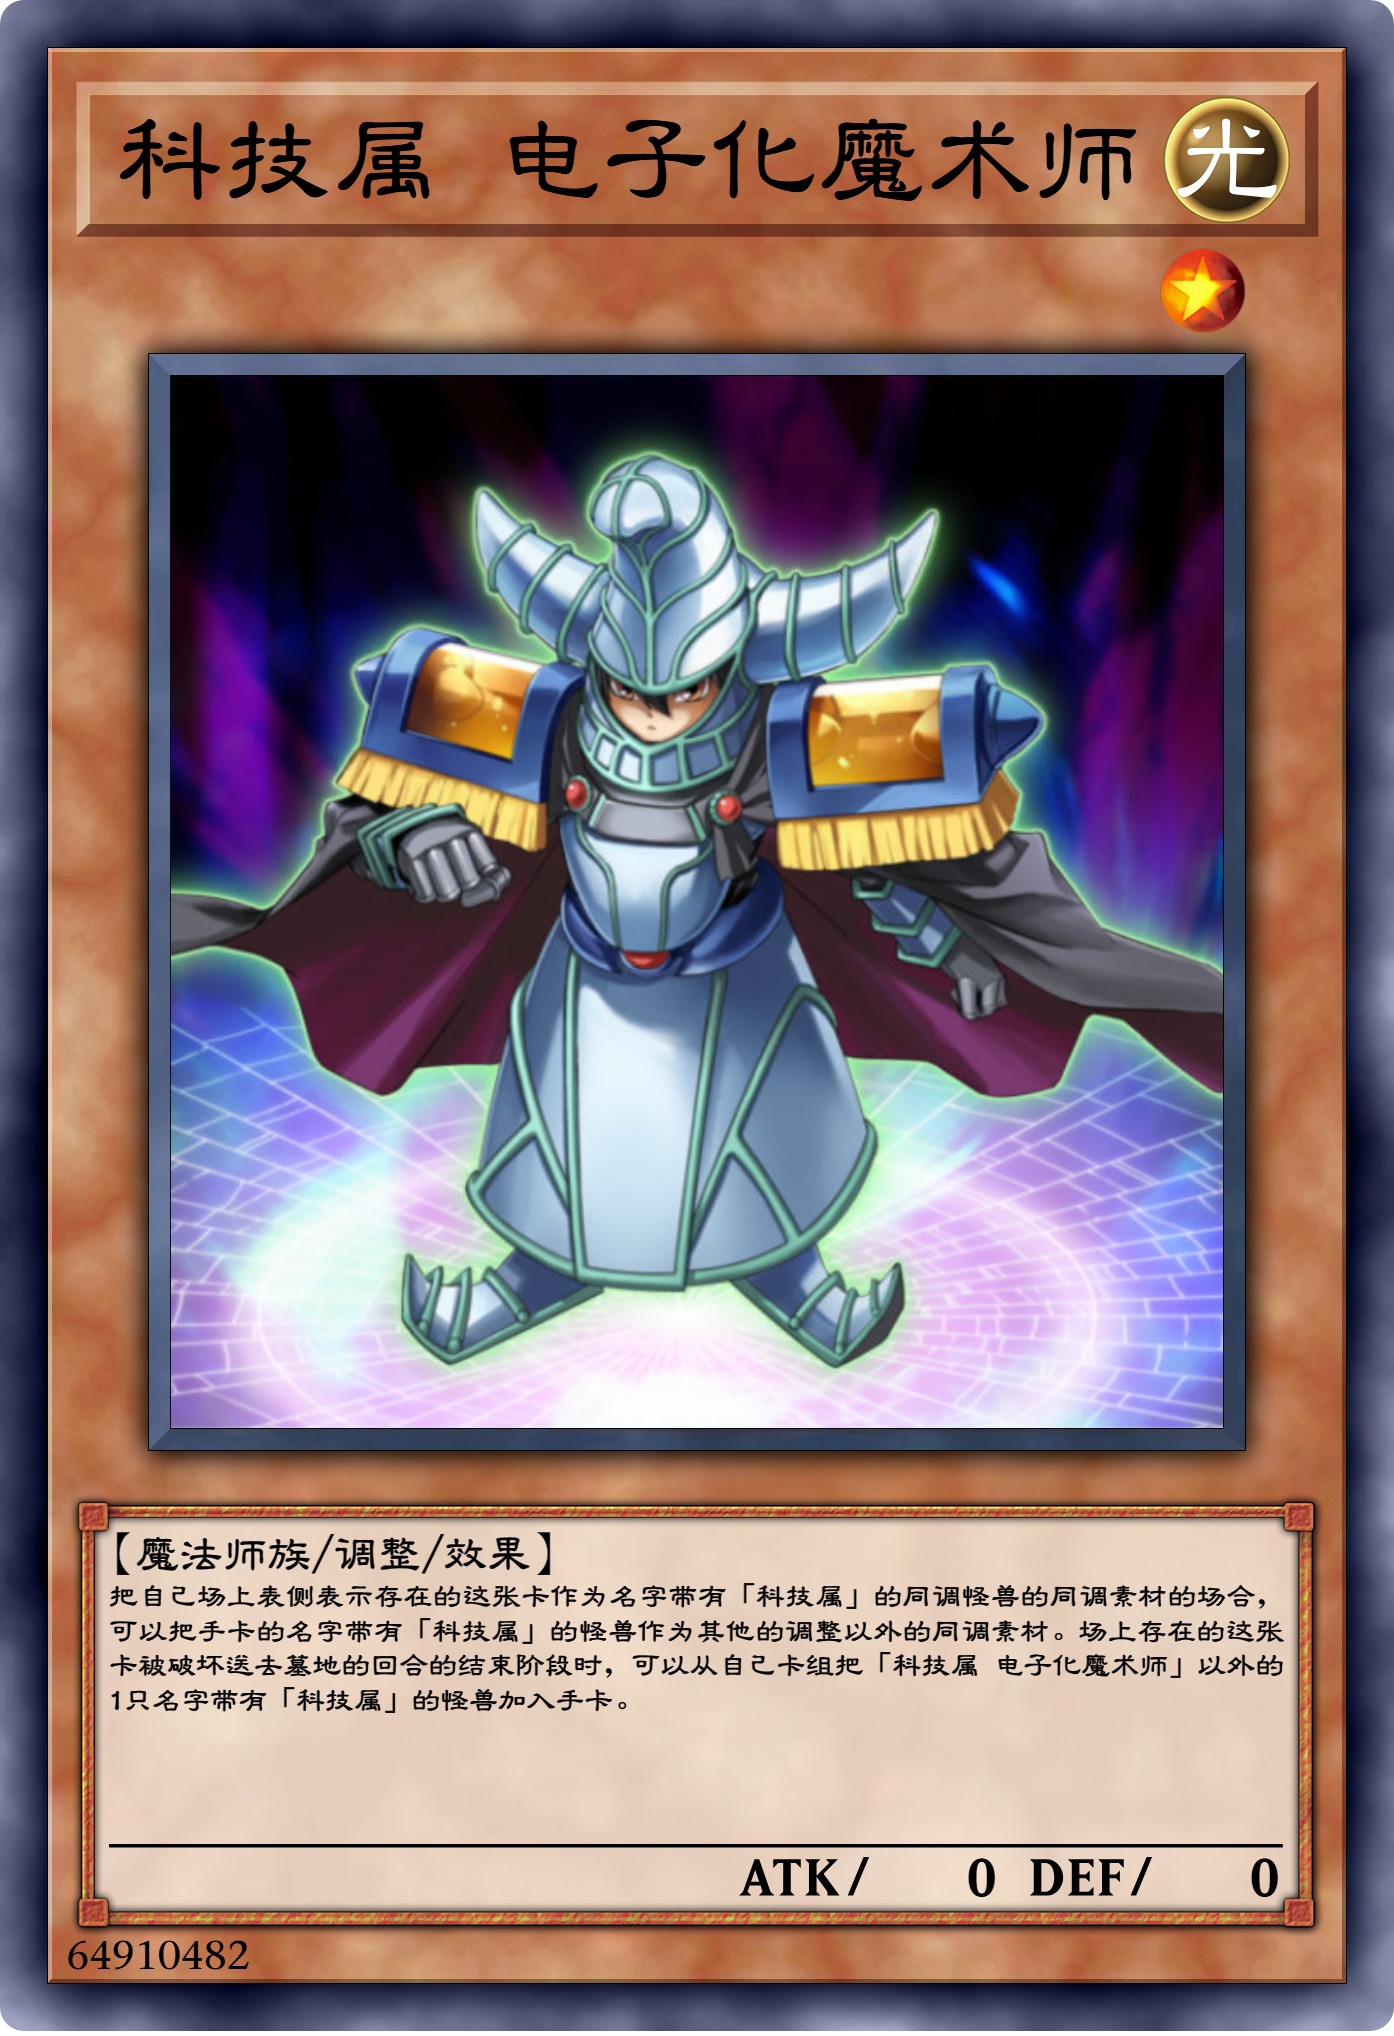 科技属 电子化魔术师 光
【魔法师族/调整/效果】
把自己场上表侧表示存在的这张卡作为名字带有「科技属」的同调怪兽的同调素材的场合，
可以把手卡的名字带有「科技属」的怪兽作为其他的调整以外的同调素材。场上存在的这张
卡被破坏送去墓地的回合的结束阶段时，可以从自己卡组把「科技属 电子化魔术师」以外的
1只名字带有「科技属」的怪兽加入手卡。
ATK/ 0 DEF/ 0
64910482